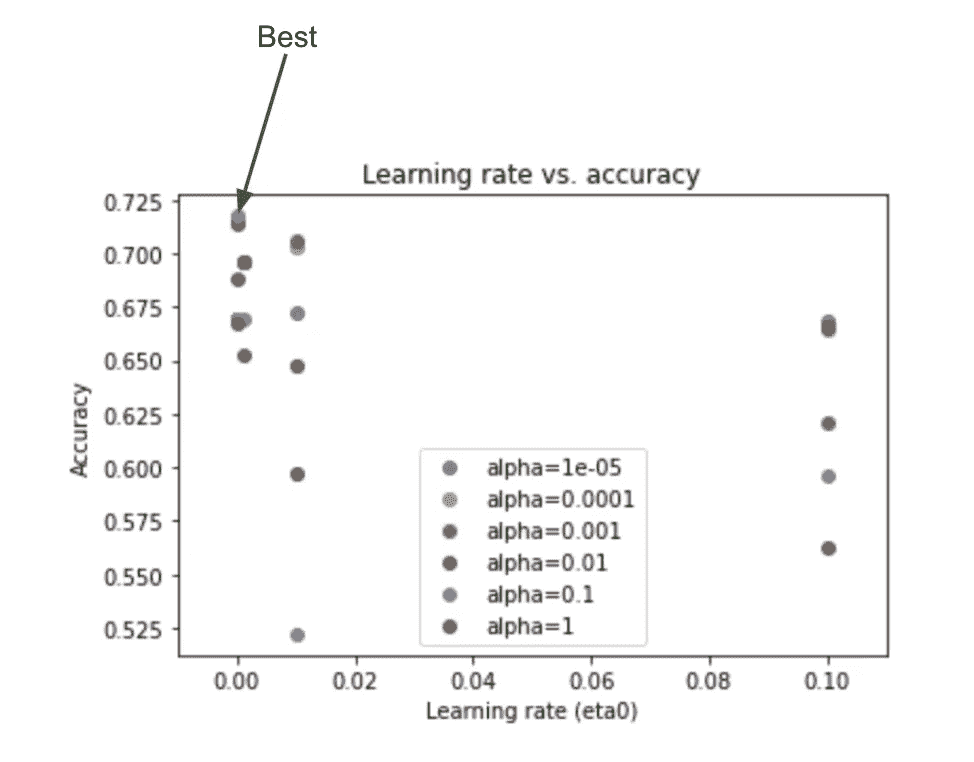 Best
Learning rate vs. accuracy
0.725
0.700
0.675
0.650
0.625
0.600
0.575
0.550
0.525
Accuracy
alpha=1e-05
alpha=0.0001
alpha=0.001
alpha=0.01
alpha=0.1
alpha=1
0.00 0.02 0.04 0.06 0.08 0.10
Learning rate (eta0)